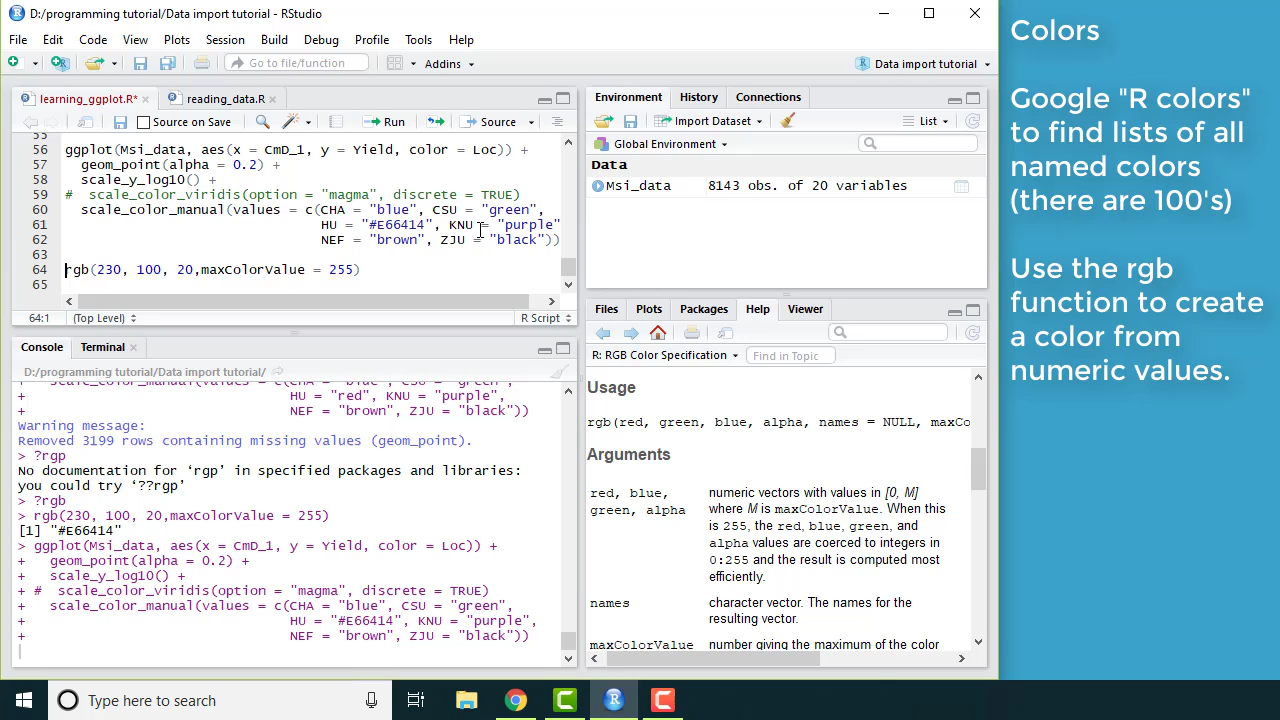 D:/programming tutorial/Data import tutorial - RStudio
File Edit Code View Plots Session Build Debug Profile Tools Help
Go to file/function Addins Data import tutorial
learning_ggplot.R* reading_data.R
Source on Save Run Source
55
56 ggplot(Msi_data, aes(x = CmD_1, y = Yield, color = Loc)) +
57 geom_point(alpha = 0.2) +
58 scale_y_log10() +
59 # scale_color_viridis(option = "magma", discrete = TRUE)
60 scale_color_manual(values = c(CHA = "blue", CSU = "green",
61 HU = "#E66414", KNU = "purple"
62 NEF = "brown", ZJU = "black"))
63
64 rgb(230, 100, 20,maxColorValue = 255)
65
64:1 (Top Level) R Script
Console Terminal
D:/programming tutorial/Data import tutorial/
+ scale_color_manual(values = c(CHA = "blue", CSU = "green",
+ HU = "red", KNU = "purple",
+ NEF = "brown", ZJU = "black"))
Warning message:
Removed 3199 rows containing missing values (geom_point).
> ?rgp
No documentation for ‘rgp’ in specified packages and libraries:
you could try ‘??rgp’
> ?rgb
> rgb(230, 100, 20,maxColorValue = 255)
[1] "#E66414"
> ggplot(Msi_data, aes(x = CmD_1, y = Yield, color = Loc)) +
+ geom_point(alpha = 0.2) +
+ scale_y_log10() +
+ # scale_color_viridis(option = "magma", discrete = TRUE)
+ scale_color_manual(values = c(CHA = "blue", CSU = "green",
+ HU = "#E66414", KNU = "purple",
+ NEF = "brown", ZJU = "black"))
Environment History Connections
Import Dataset List
Global Environment
Data
Msi_data 8143 obs. of 20 variables
Files Plots Packages Help Viewer
R: RGB Color Specification Find in Topic
Usage
rgb(red, green, blue, alpha, names = NULL, maxCo
Arguments
red, blue, numeric vectors with values in [0, M]
green, alpha where M is maxColorValue. When this
is 255, the red, blue, green, and
alpha values are coerced to integers in
0:255 and the result is computed most
efficiently.
names character vector. The names for the
resulting vector.
maxColorValue number giving the maximum of the color
Colors
Google "R colors"
to find lists of all
named colors
(there are 100's)
Use the rgb
function to create
a color from
numeric values.
Type here to search